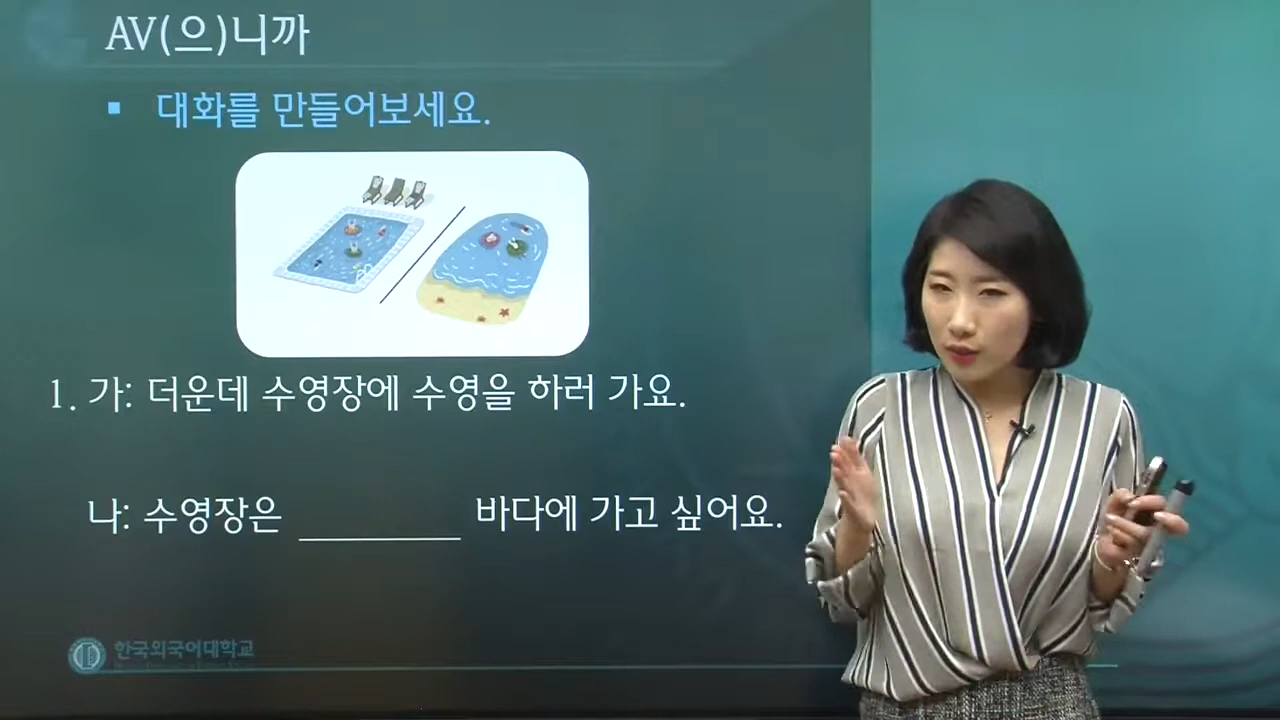 AV(으)니까
▪ 대화를 만들어보세요.
1. 가: 더운데 수영장에 수영을 하러 가요.
나: 수영장은 __________ 바다에 가고 싶어요.
한국외국어대학교